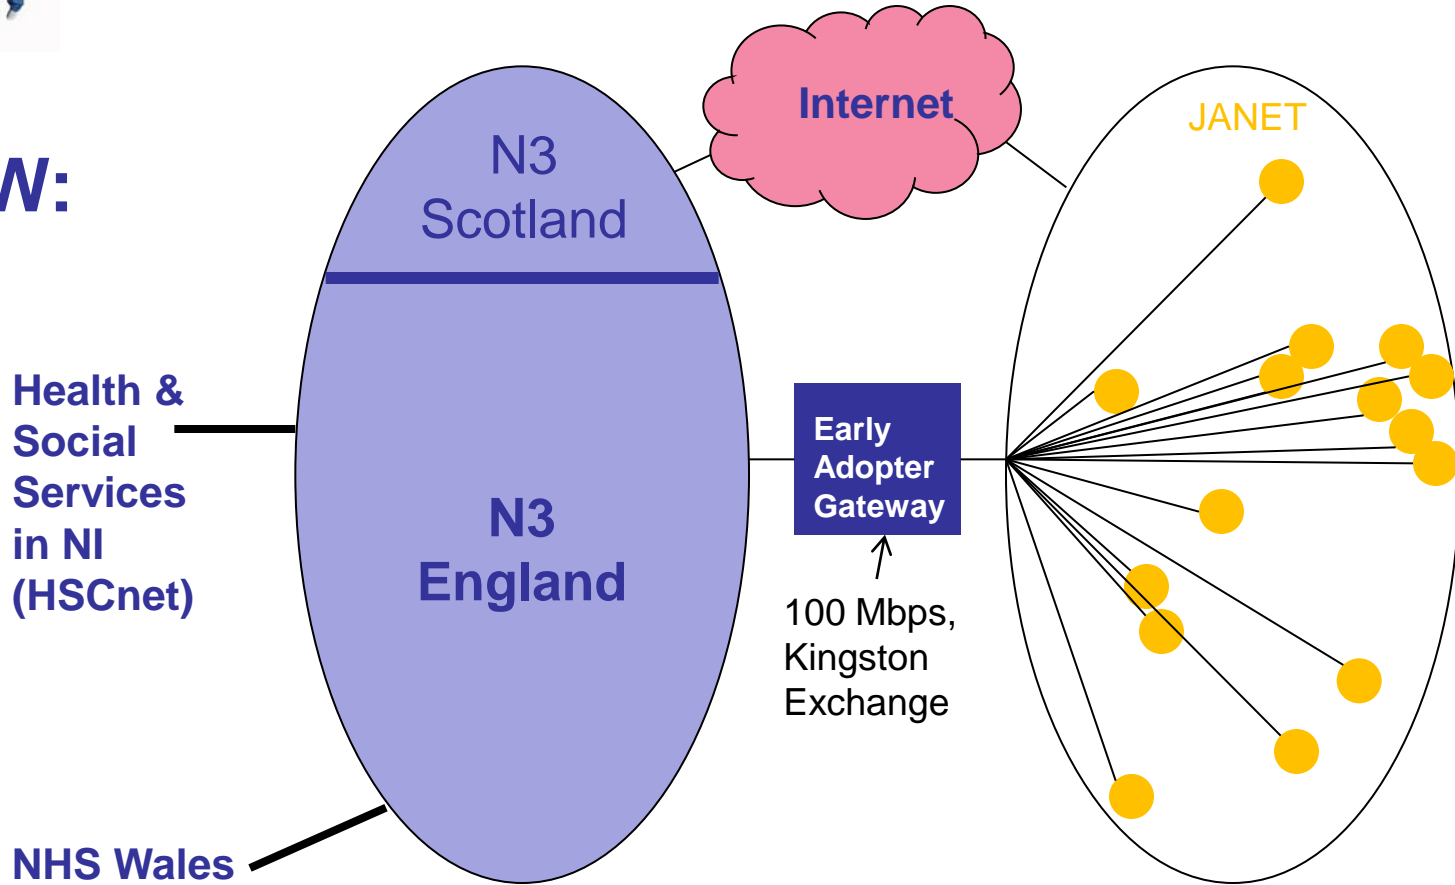 W:
Internet
JANET
N3
Scotland
Health &
Social
Services
in NI
(HSCnet)
N3
England
Early
Adopter
Gateway
100 Mbps,
Kingston
Exchange
NHS Wales